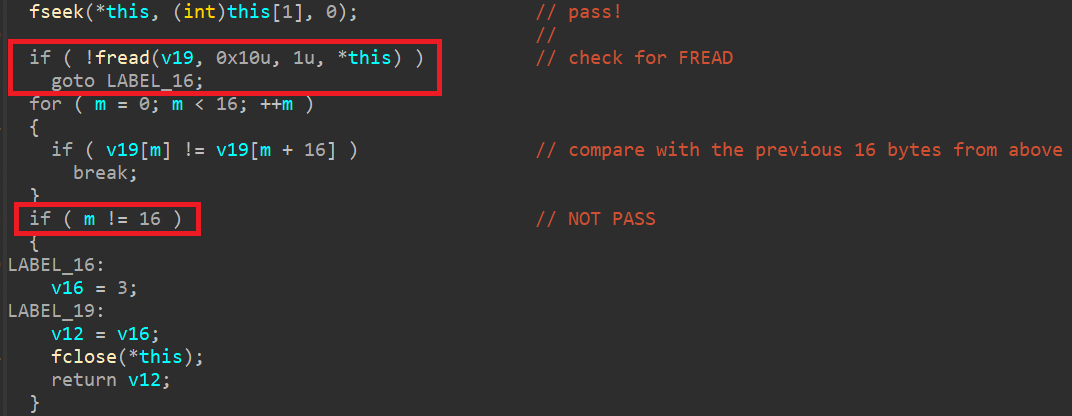 fseek(*this, (int)this[1], 0); // pass!
//
if ( !fread(v19, 0x10u, 1u, *this) ) // check for FREAD
goto LABEL_16;
for ( m = 0; m < 16; ++m )
{
if ( v19[m] != v19[m + 16] ) // compare with the previous 16 bytes from above
break;
}
if ( m != 16 ) // NOT PASS
{
LABEL_16:
v16 = 3;
LABEL_19:
v12 = v16;
fclose(*this);
return v12;
}